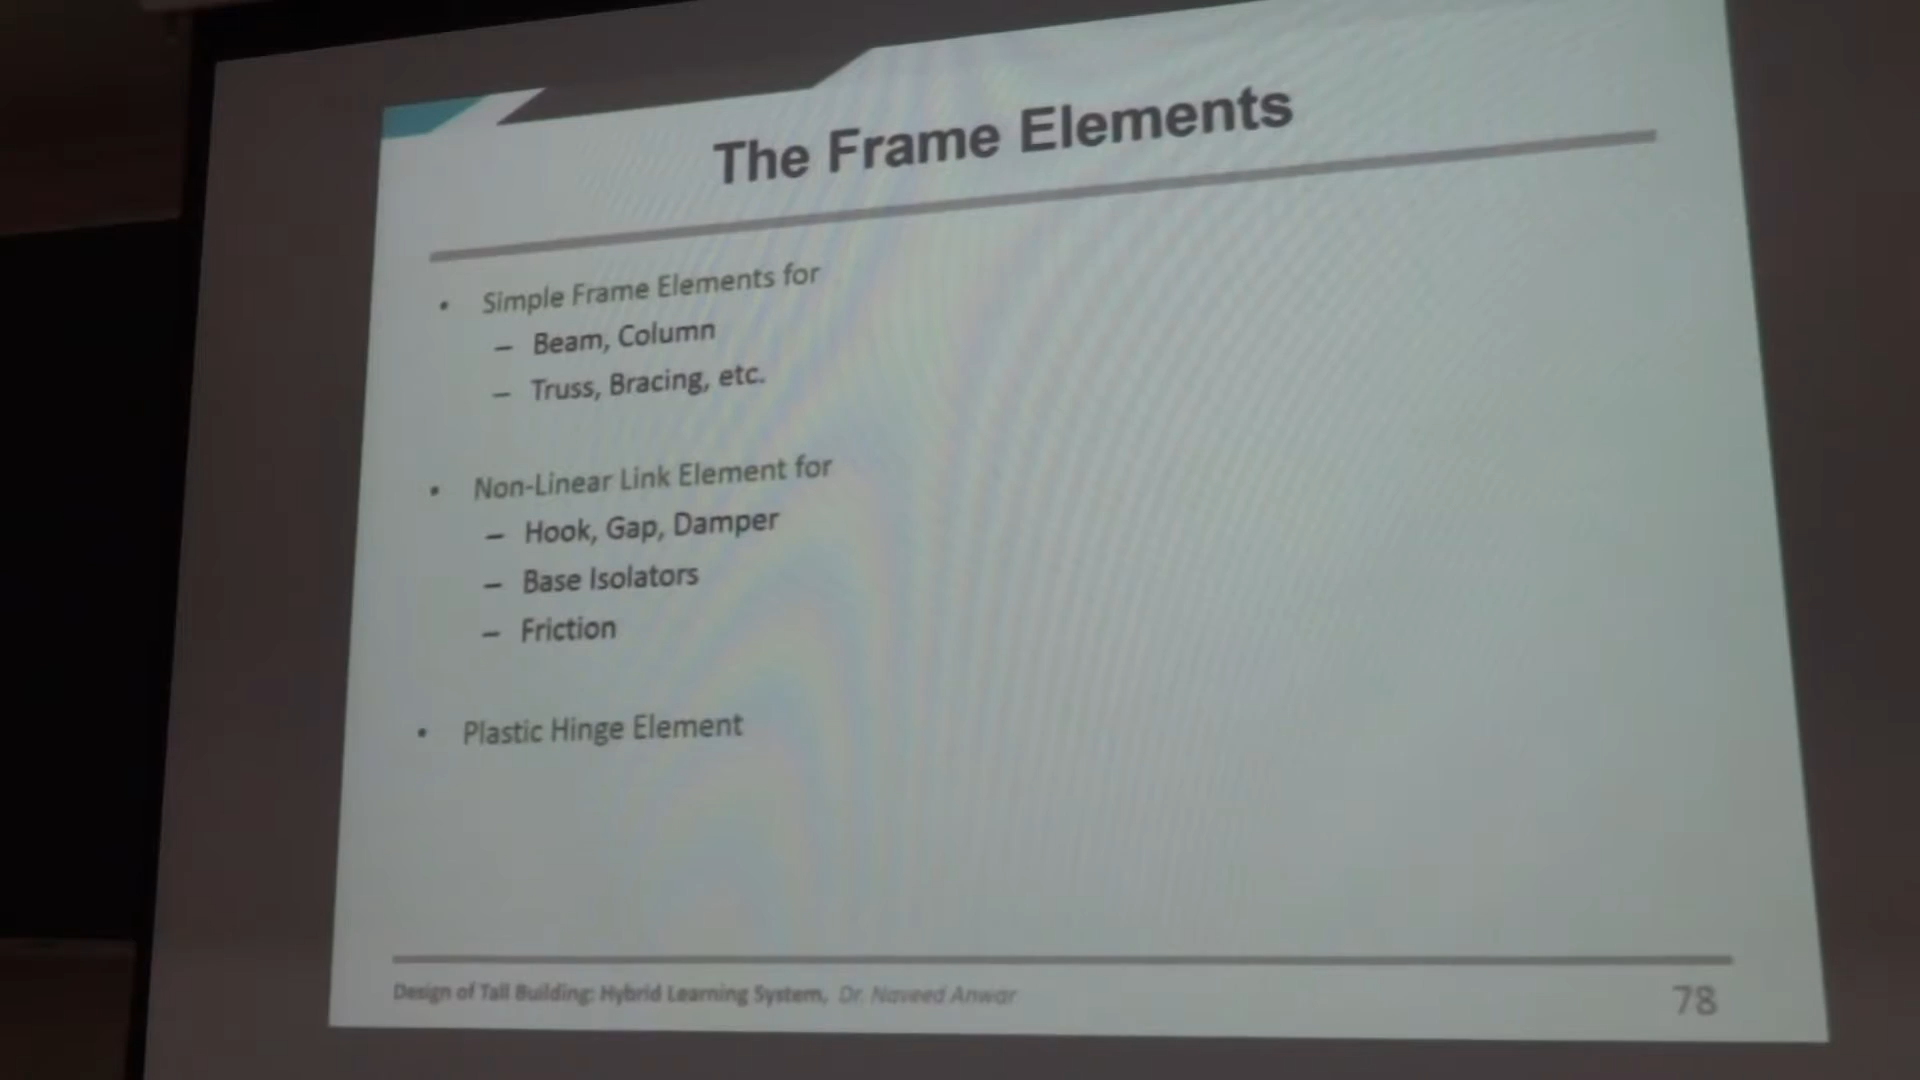 The Frame Elements
• Simple Frame Elements for
– Beam, Column
– Truss, Bracing, etc.
• Non-Linear Link Element for
– Hook, Gap, Damper
– Base Isolators
– Friction
• Plastic Hinge Element
Design of Tall Building: Hybrid Learning System, Dr. Naveed Anwar
78